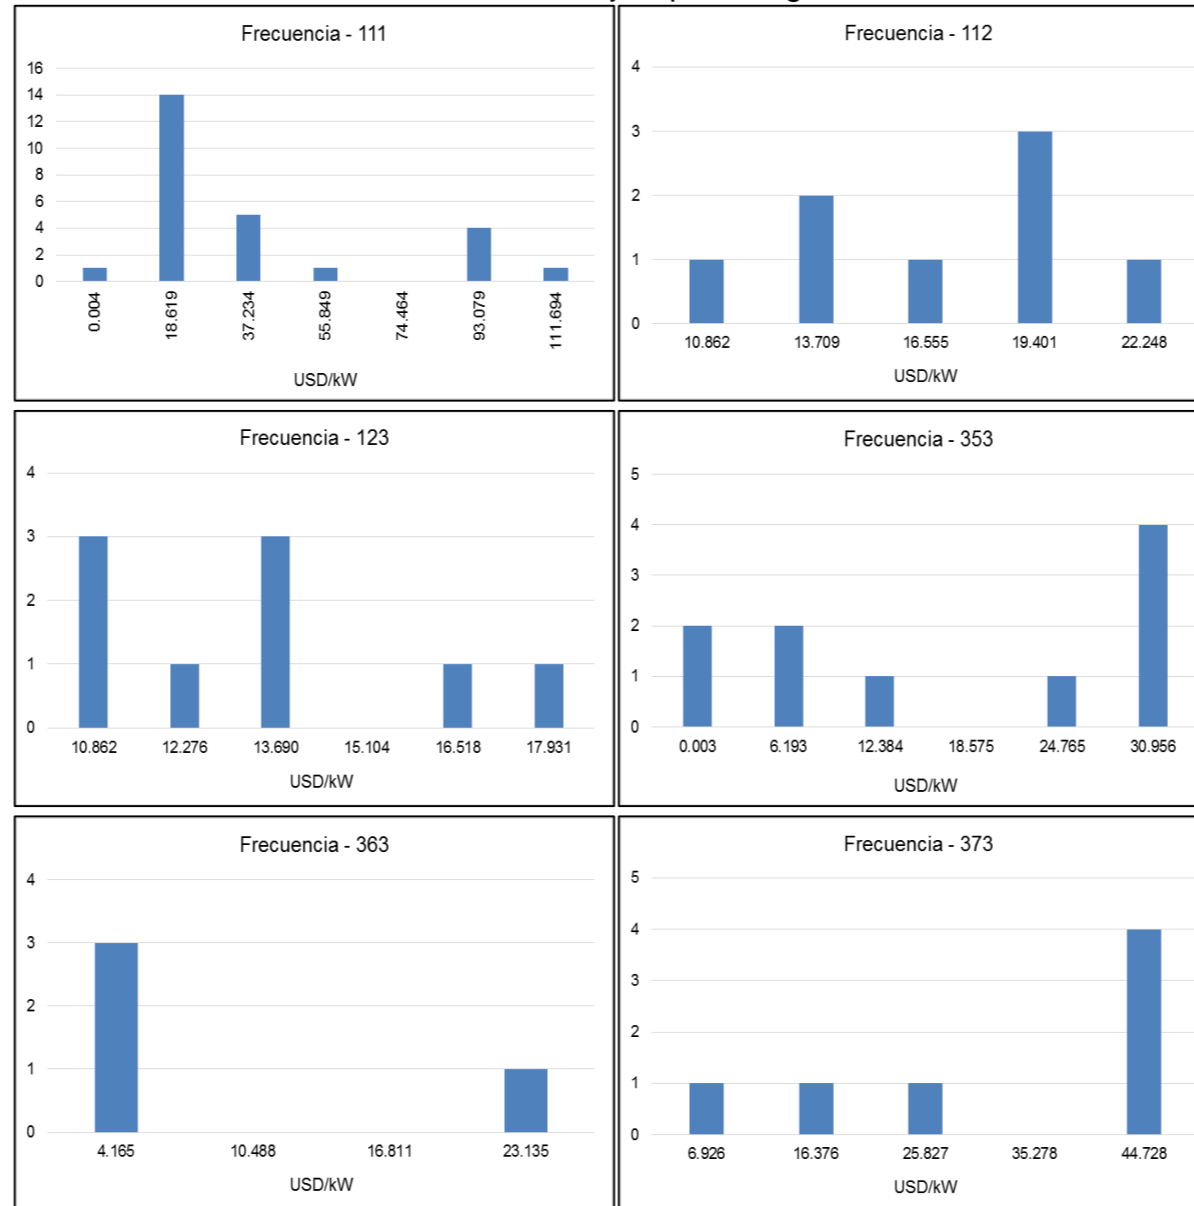 Frecuencia - 111
16
14
12
10
8
6
4
2
0
0.004 18.619 37.234 55.849 74.464 93.079 111.694
USD/kW
Frecuencia - 112
4
3
2
1
0
10.862 13.709 16.555 19.401 22.248
USD/kW
Frecuencia - 123
4
3
2
1
0
10.862 12.276 13.690 15.104 16.518 17.931
USD/kW
Frecuencia - 353
5
4
3
2
1
0
0.003 6.193 12.384 18.575 24.765 30.956
USD/kW
Frecuencia - 363
4
3
2
1
0
4.165 10.488 16.811 23.135
USD/kW
Frecuencia - 373
5
4
3
2
1
0
6.926 16.376 25.827 35.278 44.728
USD/kW